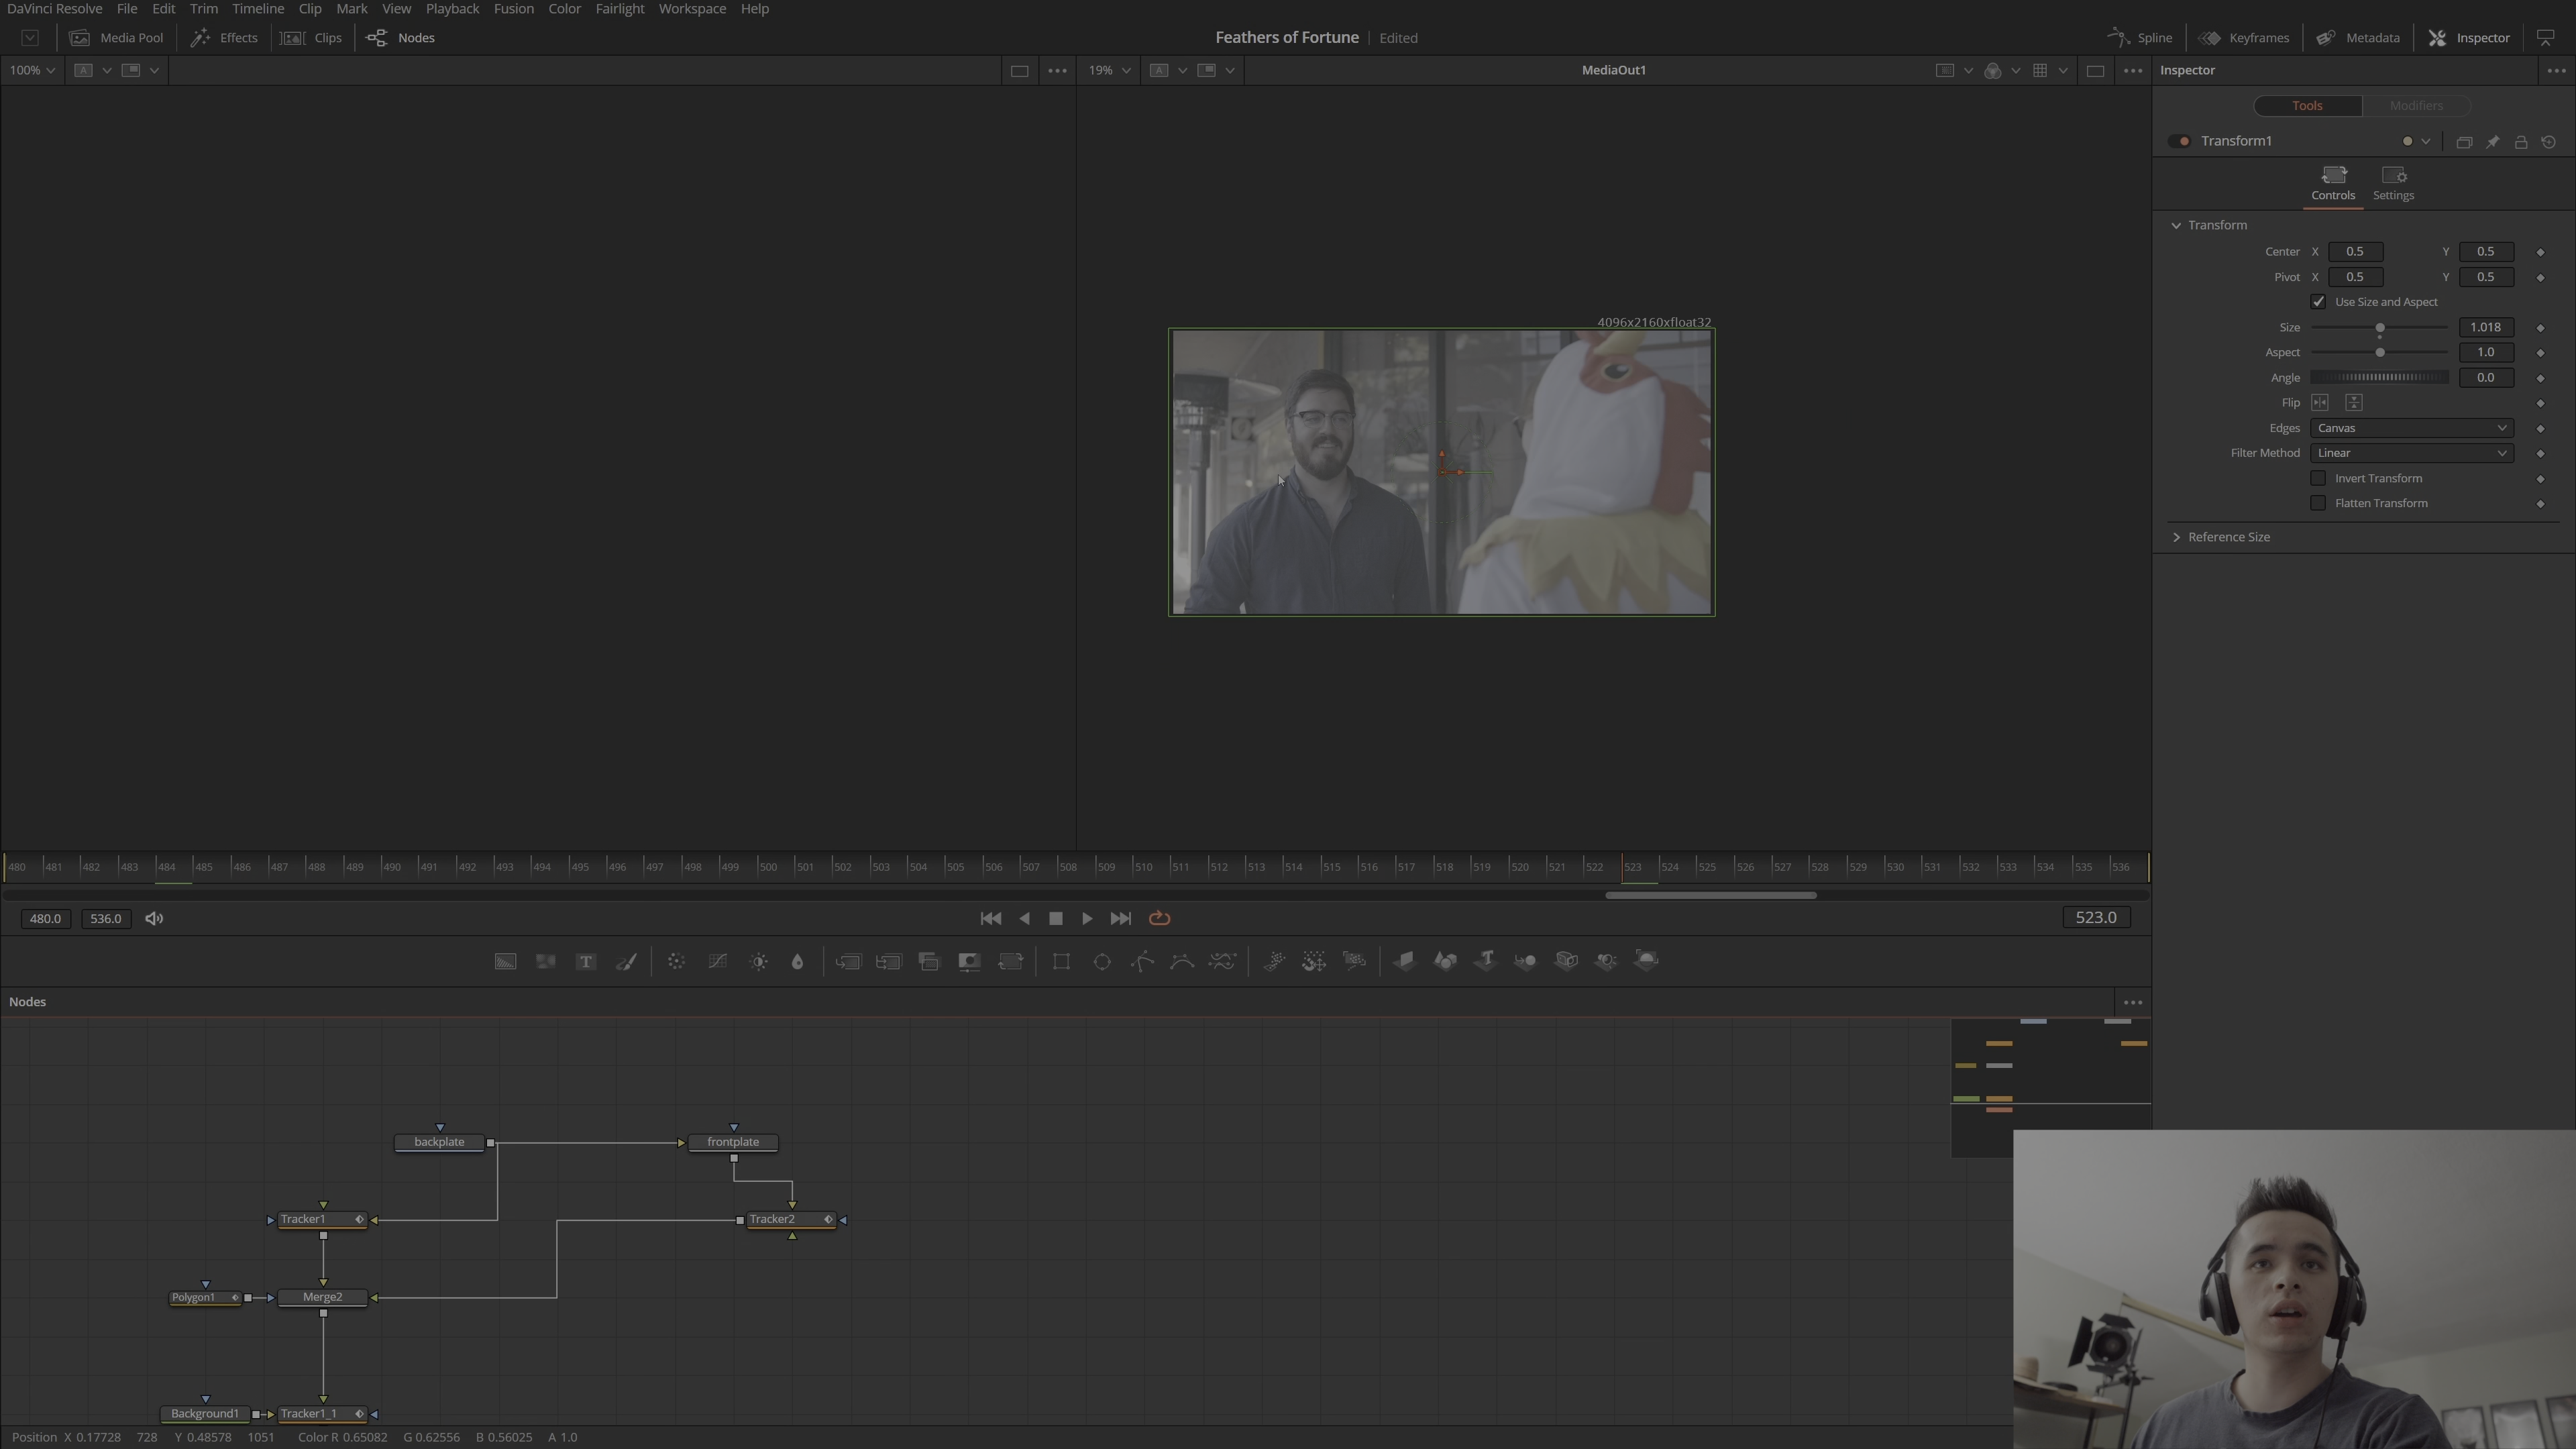 DaVinci Resolve File Edit Trim Timeline Clip Mark View Playback Fusion Color Fairlight Workspace Help
Media Pool Effects Clips Nodes Feathers of Fortune Edited Spline Keyframes Metadata Inspector
100% A 19% A MediaOut1 Inspector
Tools Modifiers
Transform1
Controls Settings
Transform
Center X 0.5 Y 0.5
Pivot X 0.5 Y 0.5
Use Size and Aspect
4096x2160xfloat32
Size 1.018
Aspect 1.0
Angle 0.0
Flip
Edges Canvas
Filter Method Linear
Invert Transform
Flatten Transform
Reference Size
480 481 482 483 484 485 486 487 488 489 490 491 492 493 494 495 496 497 498 499 500 501 502 503 504 505 506 507 508 509 510 511 512 513 514 515 516 517 518 519 520 521 522 523 524 525 526 527 528 529 530 531 532 533 534 535 536
480.0 536.0 523.0
T T
Nodes
backplate frontplate
Tracker1 Tracker2
Polygon1 Merge2
Background1 Tracker1_1
Position X 0.17728 728 Y 0.48578 1051 Color R 0.65082 G 0.62556 B 0.56025 A 1.0